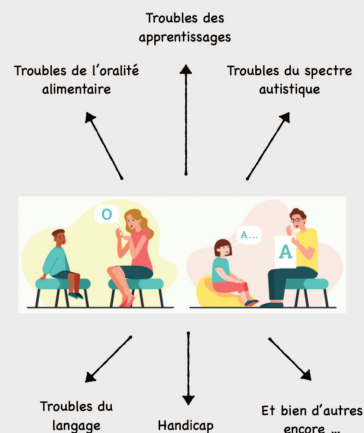 Troubles des
apprentissages
Troubles de l'oralité
alimentaire
Troubles du spectre
autistique
O
A...
A
Troubles du
langage
Handicap
Et bien d'autres
encore ...